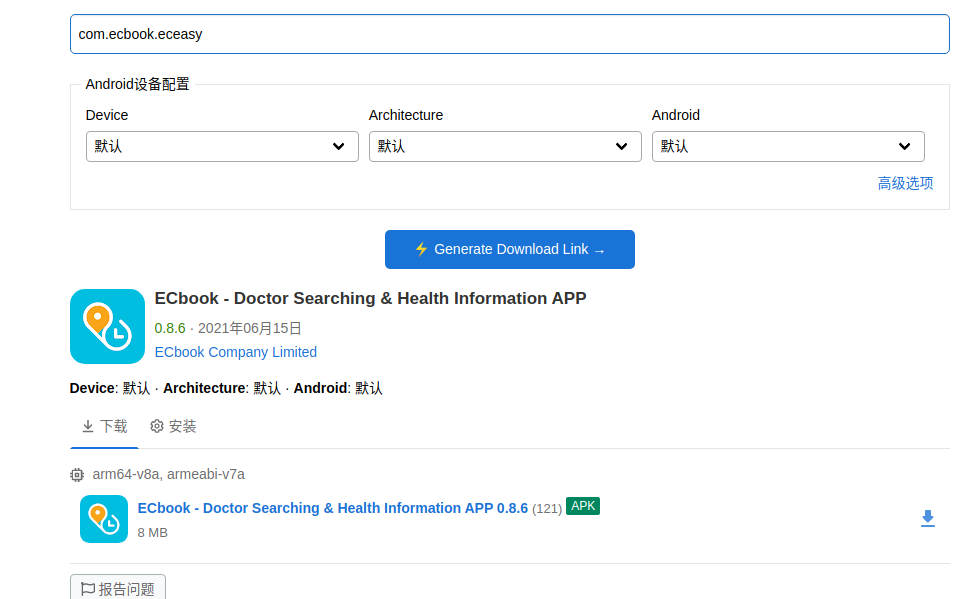 com.ecbook.eceasy
Android设备配置
Device Architecture Android
默认 默认 默认
高级选项
⚡ Generate Download Link →
ECbook - Doctor Searching & Health Information APP
0.8.6 · 2021年06月15日
ECbook Company Limited
Device: 默认 · Architecture: 默认 · Android: 默认
下载 安装
arm64-v8a, armeabi-v7a
ECbook - Doctor Searching & Health Information APP 0.8.6 (121) APK
8 MB
报告问题